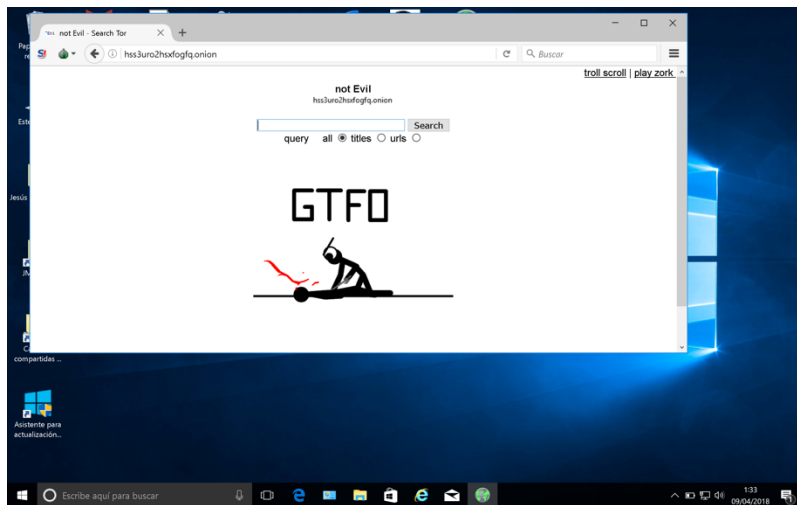 not Evil - Search Tor
hss3uro2hsxfogfq.onion
Buscar
troll scroll | play zork
not Evil
hss3uro2hsxfogfq.onion
Search
query all titles urls
GTFO
Jesús
compartidas ...
Asistente para
actualización...
Escribe aquí para buscar
1:33
09/04/2018